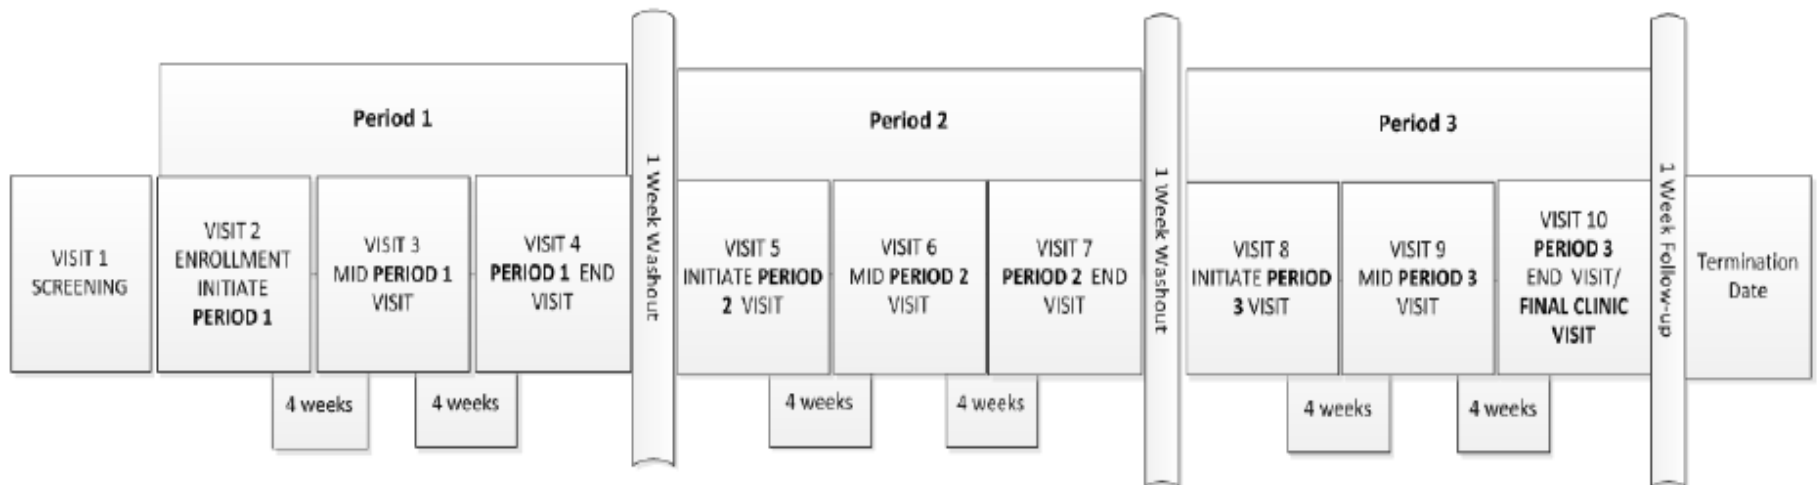 Period 1
Period 2
Period 3
VISIT 1
SCREENING
VISIT 2
ENROLLMENT
INITIATE
PERIOD 1
VISIT 3
MID PERIOD 1
VISIT
VISIT 4
PERIOD 1 END
VISIT
1 Week Washout
VISIT 5
INITIATE PERIOD
2 VISIT
VISIT 6
MID PERIOD 2
VISIT
VISIT 7
PERIOD 2 END
VISIT
1 Week Washout
VISIT 8
INITIATE PERIOD
3 VISIT
VISIT 9
MID PERIOD 3
VISIT
VISIT 10
PERIOD 3
END VISIT/
FINAL CLINIC
VISIT
1 Week Follow-up
Termination
Date
4 weeks
4 weeks
4 weeks
4 weeks
4 weeks
4 weeks